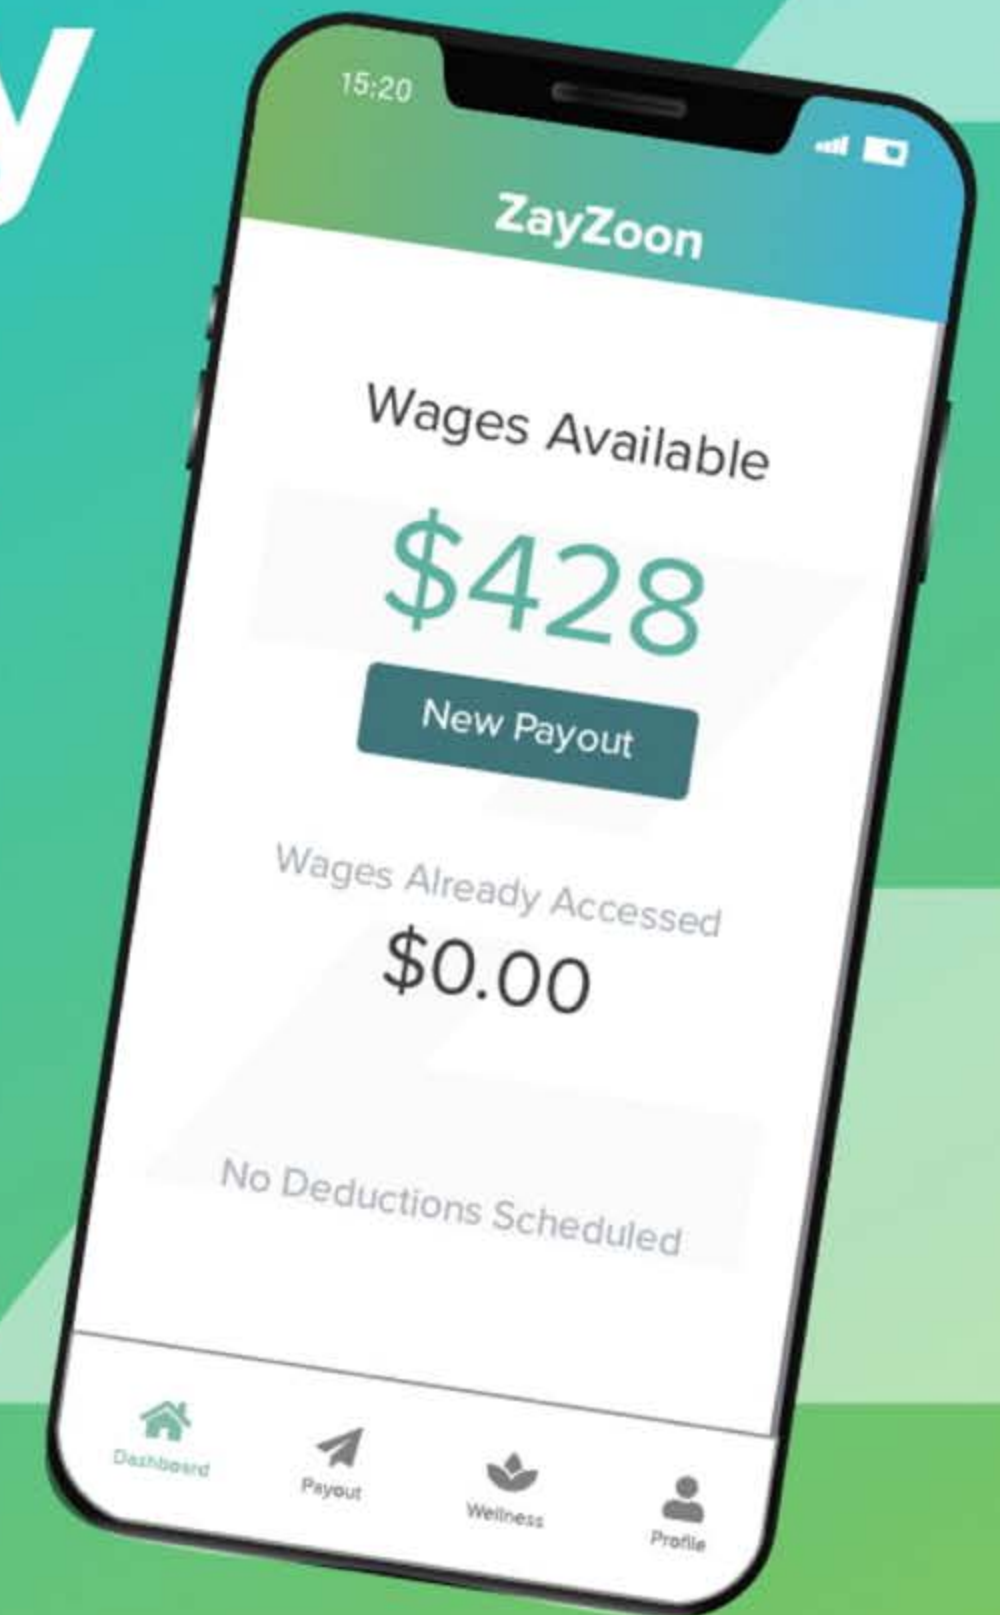 y
15:20
ZayZoon
Wages Available
$428
New Payout
Wages Already Accessed
$0.00
No Deductions Scheduled
Dashboard
Payout
Wellness
Profile